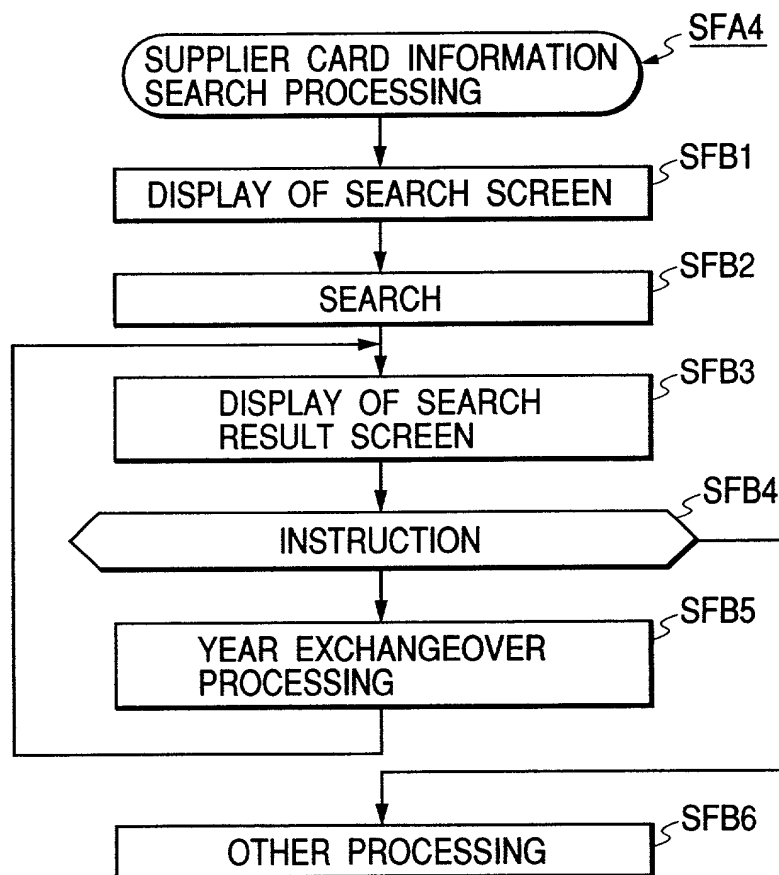 SFA4
SUPPLIER CARD INFORMATION
SEARCH PROCESSING
SFB1
DISPLAY OF SEARCH SCREEN
SFB2
SEARCH
SFB3
DISPLAY OF SEARCH
RESULT SCREEN
SFB4
INSTRUCTION
SFB5
YEAR EXCHANGEOVER
PROCESSING
SFB6
OTHER PROCESSING